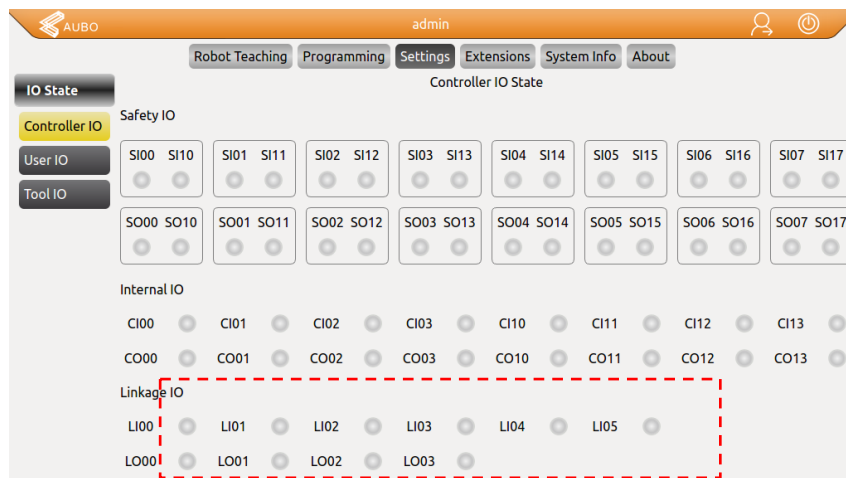 AUBO admin
Robot Teaching Programming Settings Extensions System Info About
IO State
Controller IO
User IO
Tool IO
Controller IO State
Safety IO
SI00 SI10 SI01 SI11 SI02 SI12 SI03 SI13 SI04 SI14 SI05 SI15 SI06 SI16 SI07 SI17
SO00 SO10 SO01 SO11 SO02 SO12 SO03 SO13 SO04 SO14 SO05 SO15 SO06 SO16 SO07 SO17
Internal IO
CI00 CI01 CI02 CI03 CI10 CI11 CI12 CI13
CO00 CO01 CO02 CO03 CO10 CO11 CO12 CO13
Linkage IO
LI00 LI01 LI02 LI03 LI04 LI05
LO00 LO01 LO02 LO03